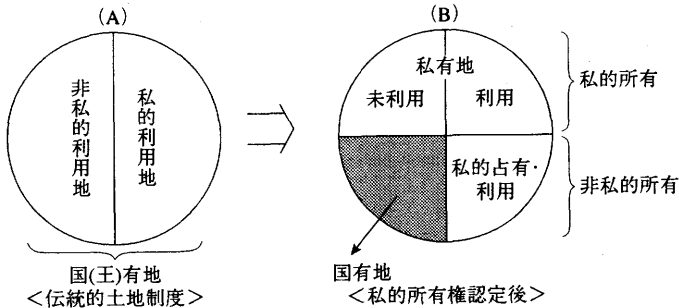 (A)
非私的利用地
私的利用地
国(王)有地
<伝統的土地制度>
(B)
私有地
未利用
利用
私的占有・
利用
国有地
<私的所有権認定後>
私的所有
非私的所有